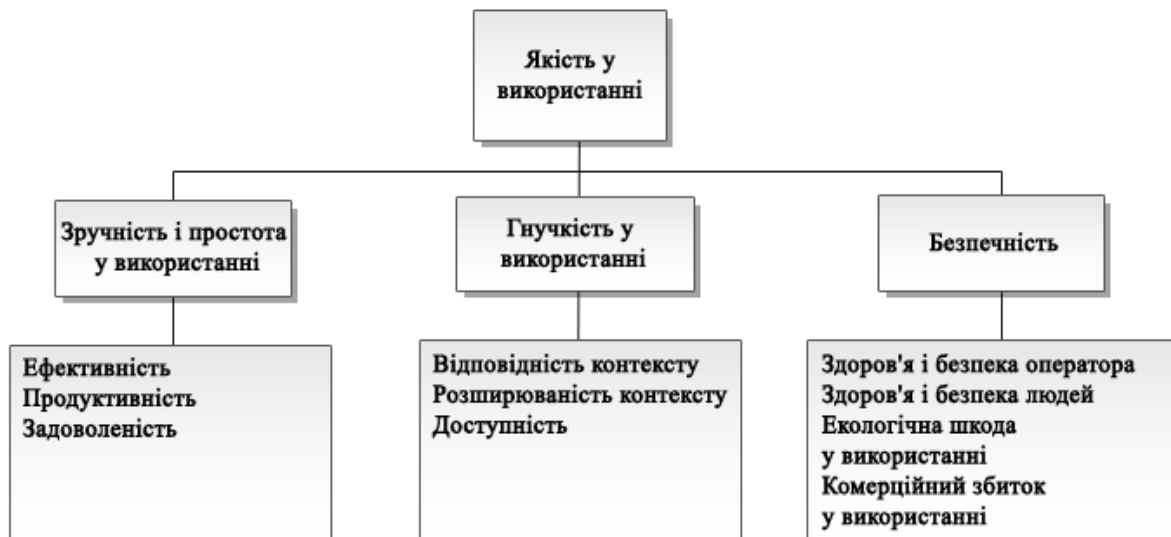 Якість у
використанні
Зручність і простота
у використанні
Гнучкість у
використанні
Безпечність
Ефективність
Продуктивність
Задоволеність
Відповідність контексту
Розширюваність контексту
Доступність
Здоров'я і безпека оператора
Здоров'я і безпека людей
Екологічна шкода
у використанні
Комерційний збиток
у використанні